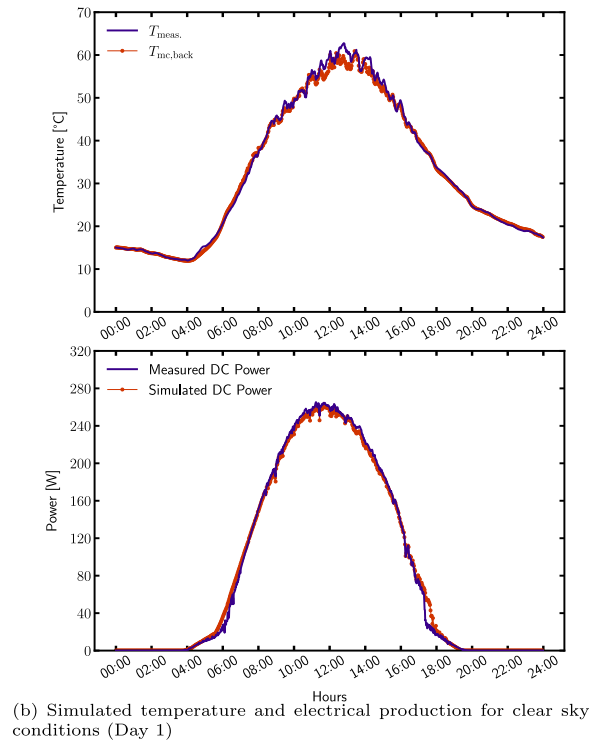 70
60
50
40
30
20
10
0
Temperature [°C]
T_meas.
T_mc,back
00:00 02:00 04:00 06:00 08:00 10:00 12:00 14:00 16:00 18:00 20:00 22:00 24:00
320
280
240
200
160
120
80
40
0
Power [W]
Measured DC Power
Simulated DC Power
00:00 02:00 04:00 06:00 08:00 10:00 12:00 14:00 16:00 18:00 20:00 22:00 24:00
Hours
(b) Simulated temperature and electrical production for clear sky
conditions (Day 1)